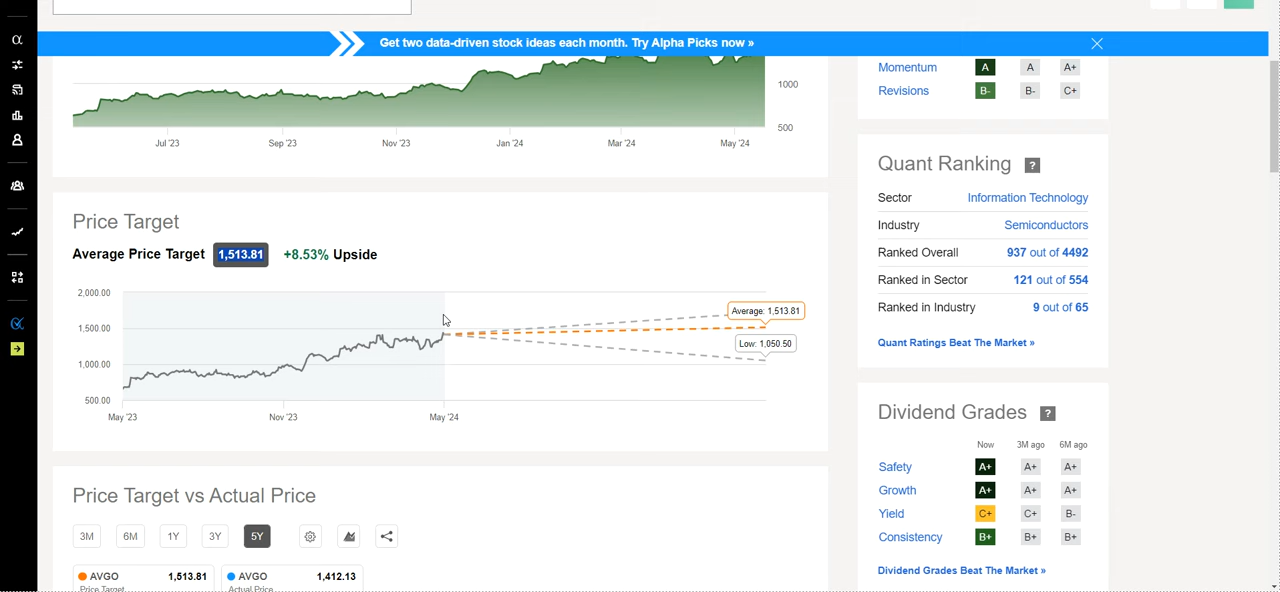 Get two data-driven stock ideas each month. Try Alpha Picks now »
1000
500
Jul '23 Sep '23 Nov '23 Jan '24 Mar '24 May '24
Momentum A A A+
Revisions B- B- C+
Price Target
Average Price Target 1,513.81 +8.53% Upside
2,000.00
1,500.00
1,000.00
500.00
Average: 1,513.81
Low: 1,050.50
May '23 Nov '23 May '24
Quant Ranking ?
Sector Information Technology
Industry Semiconductors
Ranked Overall 937 out of 4492
Ranked in Sector 121 out of 554
Ranked in Industry 9 out of 65
Quant Ratings Beat The Market »
Price Target vs Actual Price
3M 6M 1Y 3Y 5Y
AVGO 1,513.81 AVGO 1,412.13
Price Target Actual Price
Dividend Grades ?
Now 3M ago 6M ago
Safety A+ A+ A+
Growth A+ A+ A+
Yield C+ C+ B-
Consistency B+ B+ B+
Dividend Grades Beat The Market »